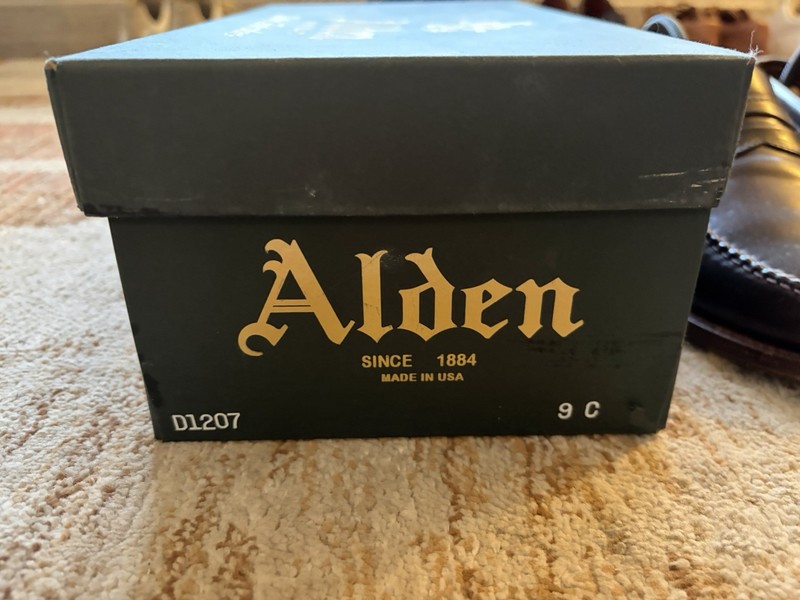 Alden
SINCE 1884
MADE IN USA
D1207 9 C